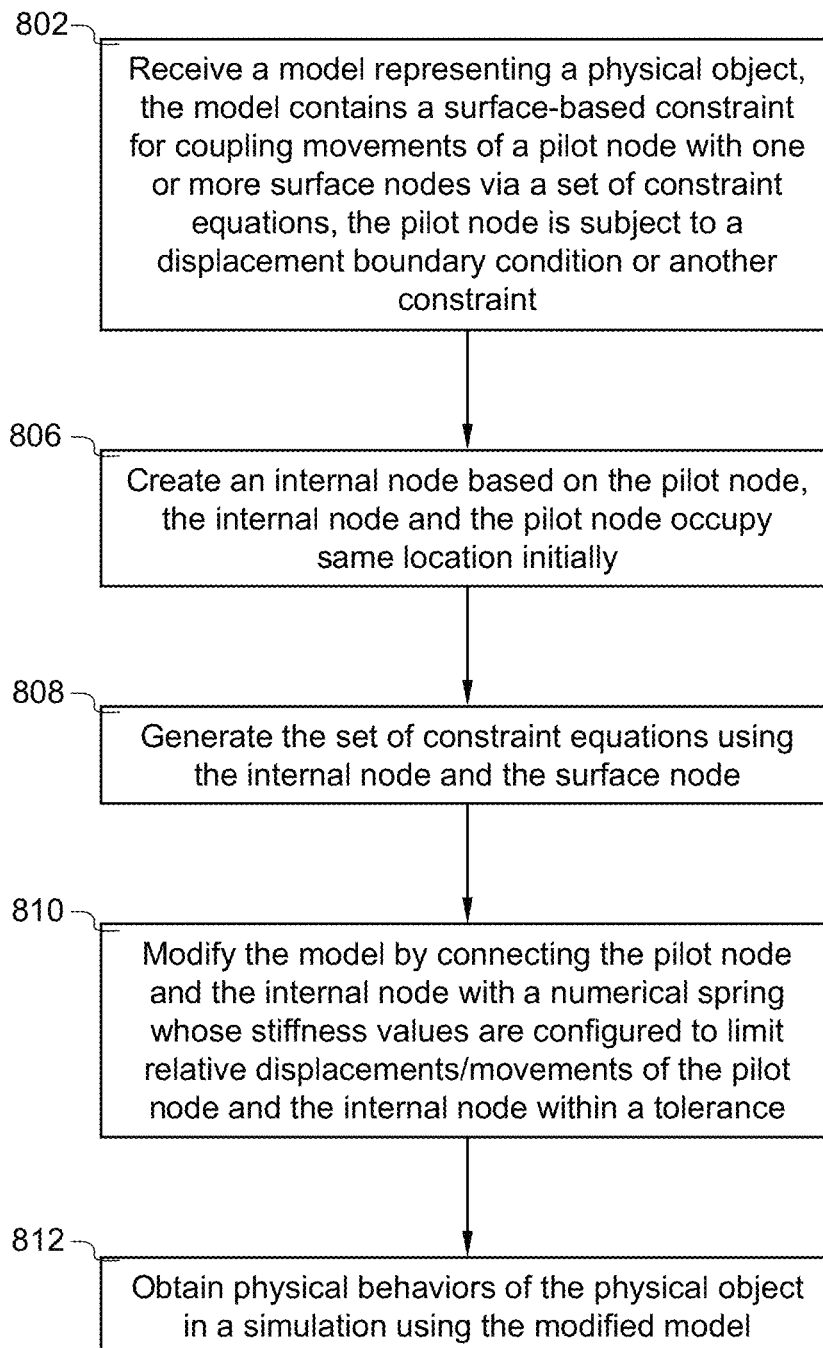 802
Receive a model representing a physical object,
the model contains a surface-based constraint
for coupling movements of a pilot node with one
or more surface nodes via a set of constraint
equations, the pilot node is subject to a
displacement boundary condition or another
constraint
806
Create an internal node based on the pilot node,
the internal node and the pilot node occupy
same location initially
808
Generate the set of constraint equations using
the internal node and the surface node
810
Modify the model by connecting the pilot node
and the internal node with a numerical spring
whose stiffness values are configured to limit
relative displacements/movements of the pilot
node and the internal node within a tolerance
812
Obtain physical behaviors of the physical object
in a simulation using the modified model